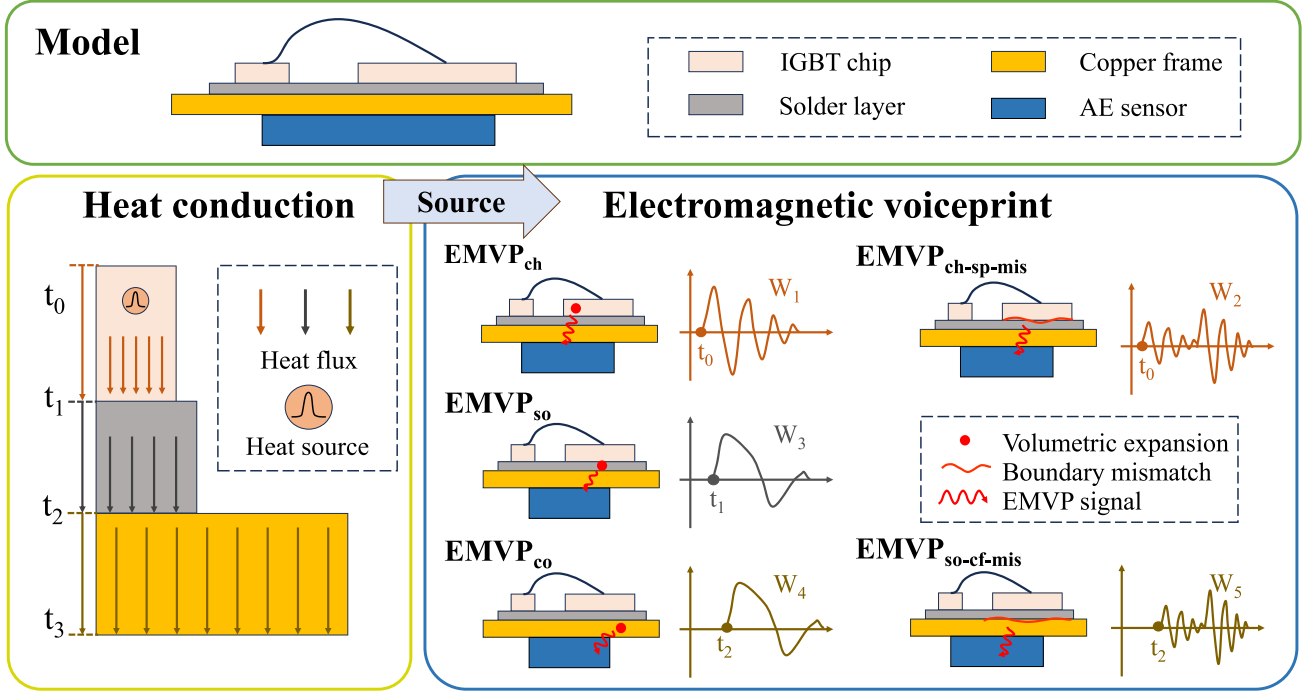 Model
IGBT chip
Copper frame
Solder layer
AE sensor
Heat conduction
Source
Electromagnetic voiceprint
t0
t1
t2
t3
Heat flux
Heat source
EMVPch
W1
t0
EMVPch-sp-mis
W2
t0
EMVPso
W3
t1
Volumetric expansion
Boundary mismatch
EMVP signal
EMVPco
W4
t2
EMVPso-cf-mis
W5
t2